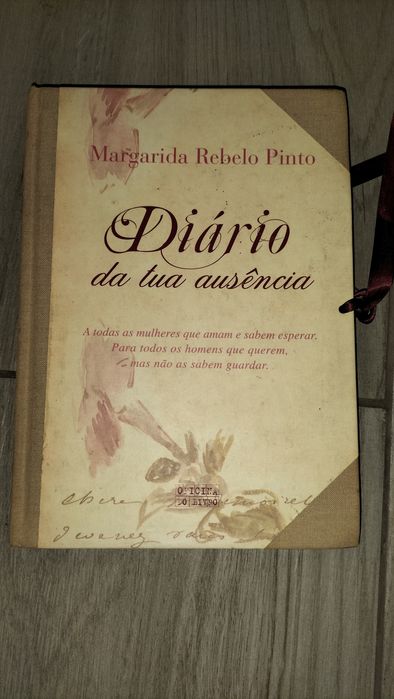 Margarida Rebelo Pinto
Diário
da tua ausência
A todas as mulheres que amam e sabem esperar.
Para todos os homens que querem,
mas não as sabem guardar.
OFICINA
DO LIVRO